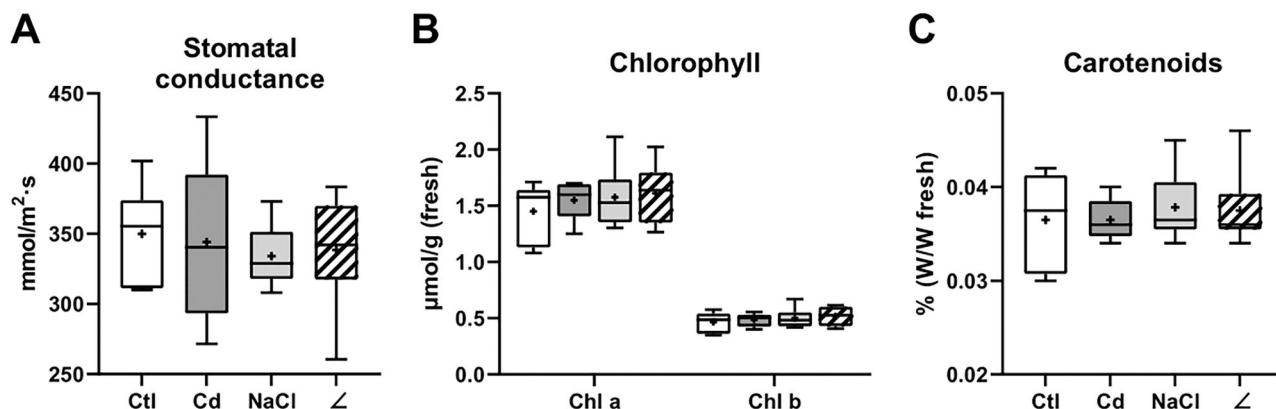 A
Stomatal
conductance
mmol/m²·s
450
400
350
300
250
Ctl Cd NaCl ∠
B
Chlorophyll
µmol/g (fresh)
2.5
2.0
1.5
1.0
0.5
0.0
Chl a Chl b
C
Carotenoids
% (W/W fresh)
0.05
0.04
0.03
0.02
Ctl Cd NaCl ∠